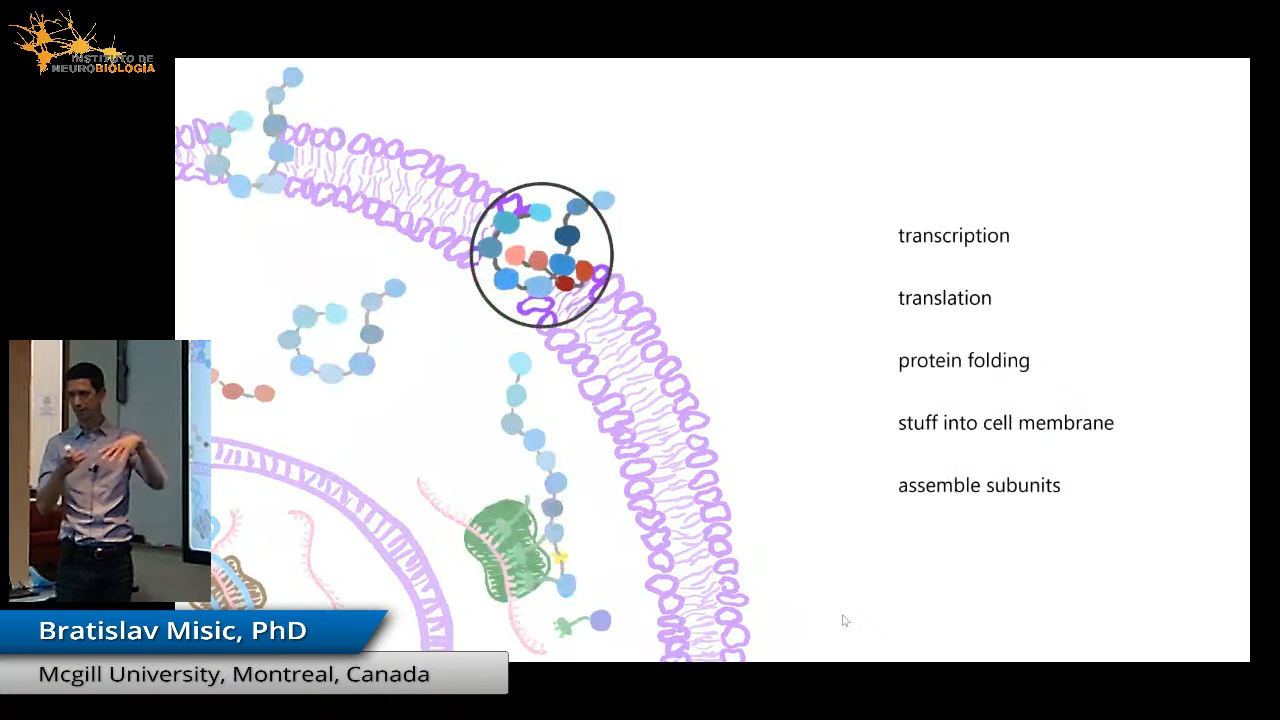 INSTITUTO DE
NEUROBIOLOGÍA
transcription
translation
protein folding
stuff into cell membrane
assemble subunits
Bratislav Misic, PhD
Mcgill University, Montreal, Canada